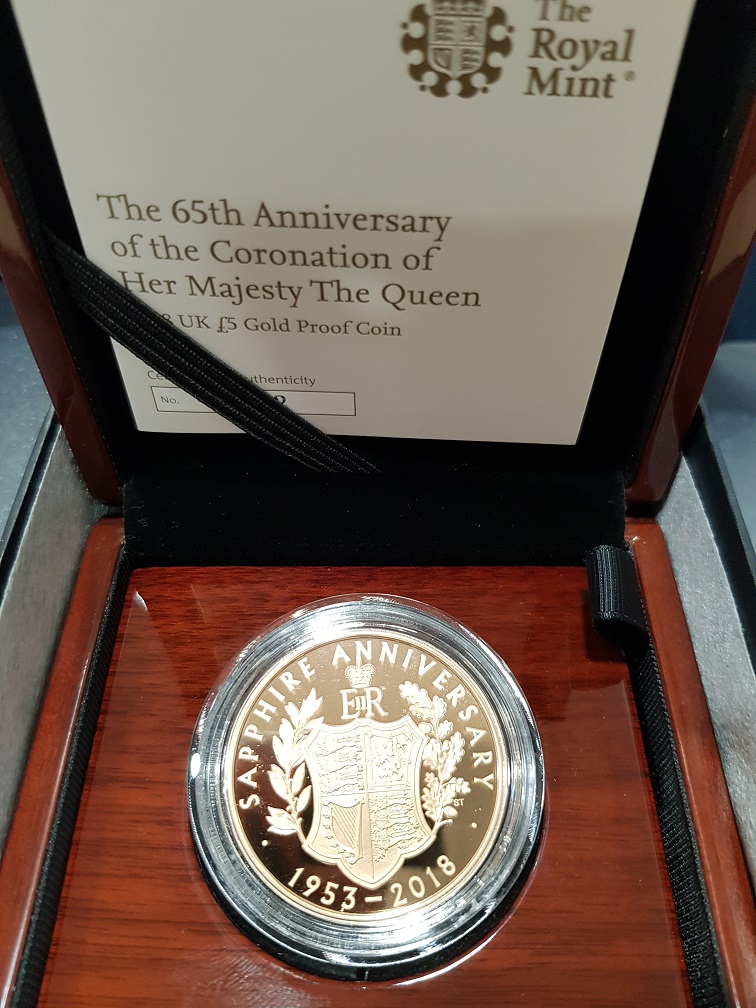 The
Royal
Mint®
The 65th Anniversary
of the Coronation of
Her Majesty The Queen
8 UK £5 Gold Proof Coin
No.
SAPPHIRE ANNIVERSARY
EIIR
ST
1953–2018